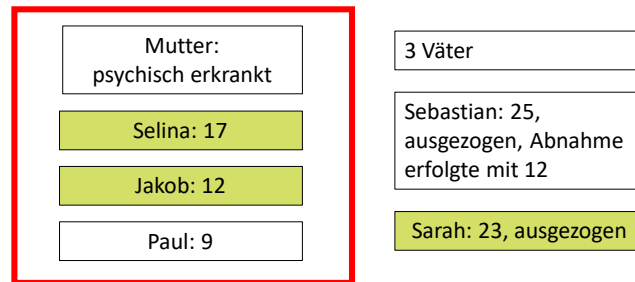 Mutter:
psychisch erkrankt
Selina: 17
Jakob: 12
Paul: 9
3 Väter
Sebastian: 25,
ausgezogen, Abnahme
erfolgte mit 12
Sarah: 23, ausgezogen